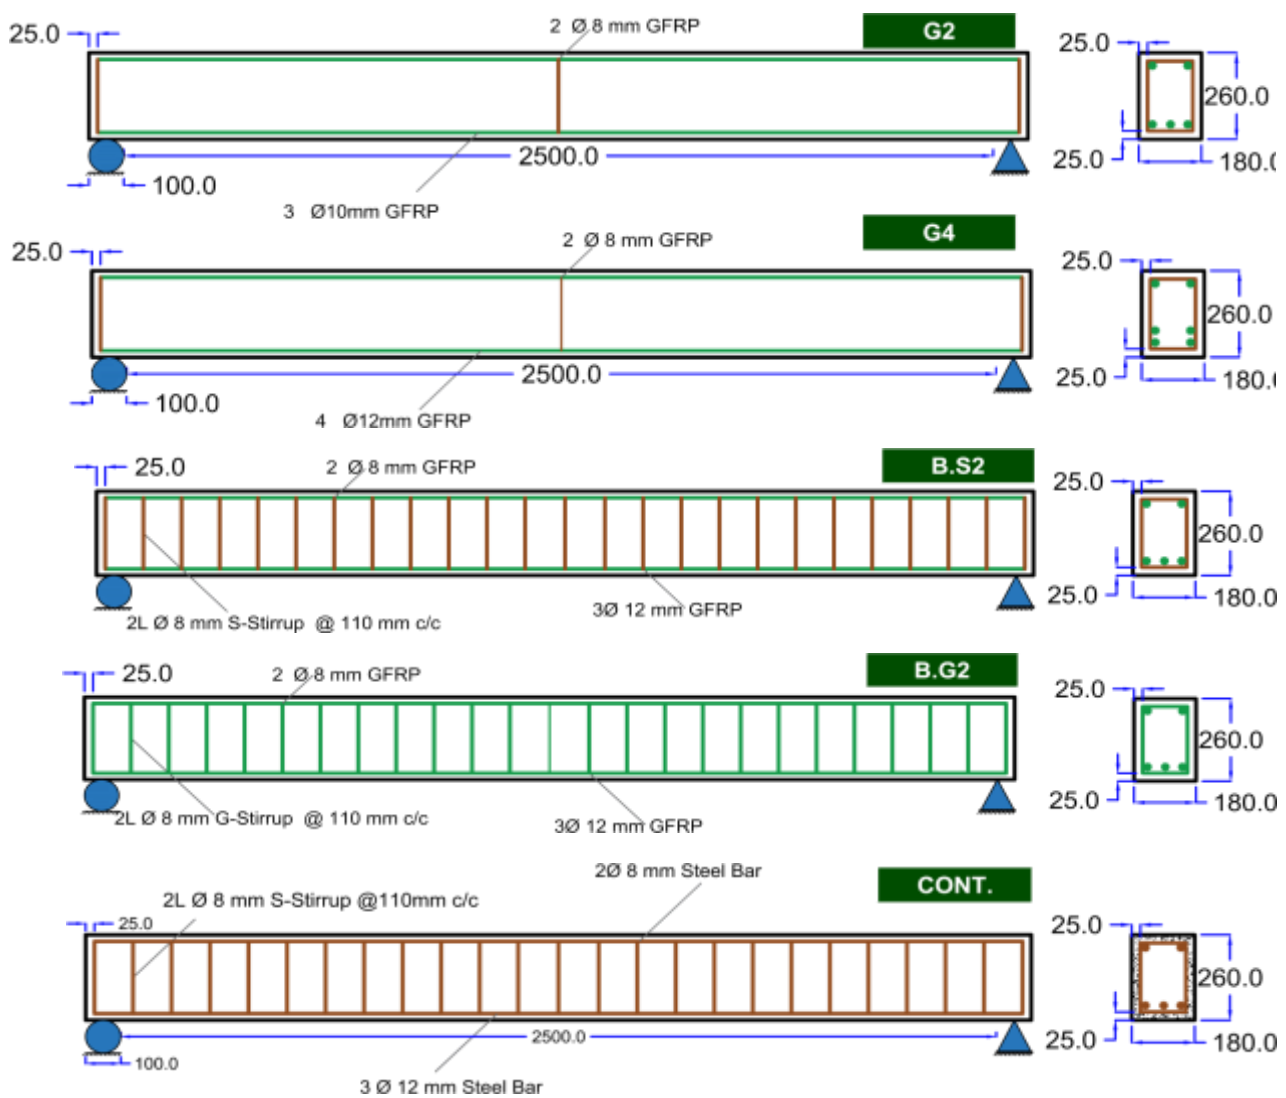 2 Ø 8 mm GFRP
G2
25.0
25.0
260.0
2500.0
25.0
180.0
100.0
3 Ø10mm GFRP
2 Ø 8 mm GFRP
G4
25.0
25.0
260.0
2500.0
25.0
180.0
100.0
4 Ø12mm GFRP
2 Ø 8 mm GFRP
B.S2
25.0
25.0
260.0
25.0
180.0
3Ø 12 mm GFRP
2L Ø 8 mm S-Stirrup @ 110 mm c/c
2 Ø 8 mm GFRP
B.G2
25.0
25.0
260.0
25.0
180.0
2L Ø 8 mm G-Stirrup @ 110 mm c/c
3Ø 12 mm GFRP
2Ø 8 mm Steel Bar
CONT.
2L Ø 8 mm S-Stirrup @110mm c/c
25.0
25.0
260.0
2500.0
25.0
180.0
100.0
3 Ø 12 mm Steel Bar